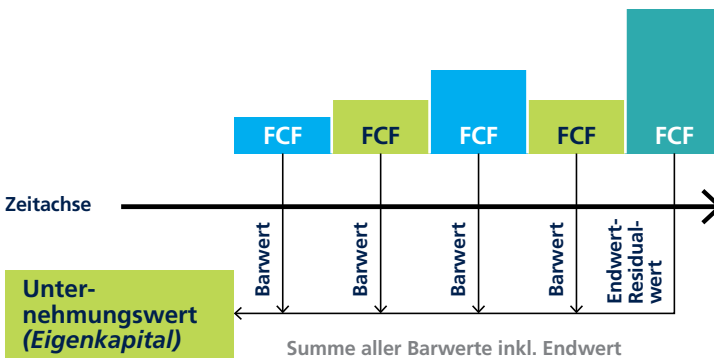 FCF FCF FCF FCF FCF
Zeitachse
Barwert
Barwert
Barwert
Barwert
Endwert-
Residual-
wert
Unter-
nehmungswert
(Eigenkapital)
Summe aller Barwerte inkl. Endwert